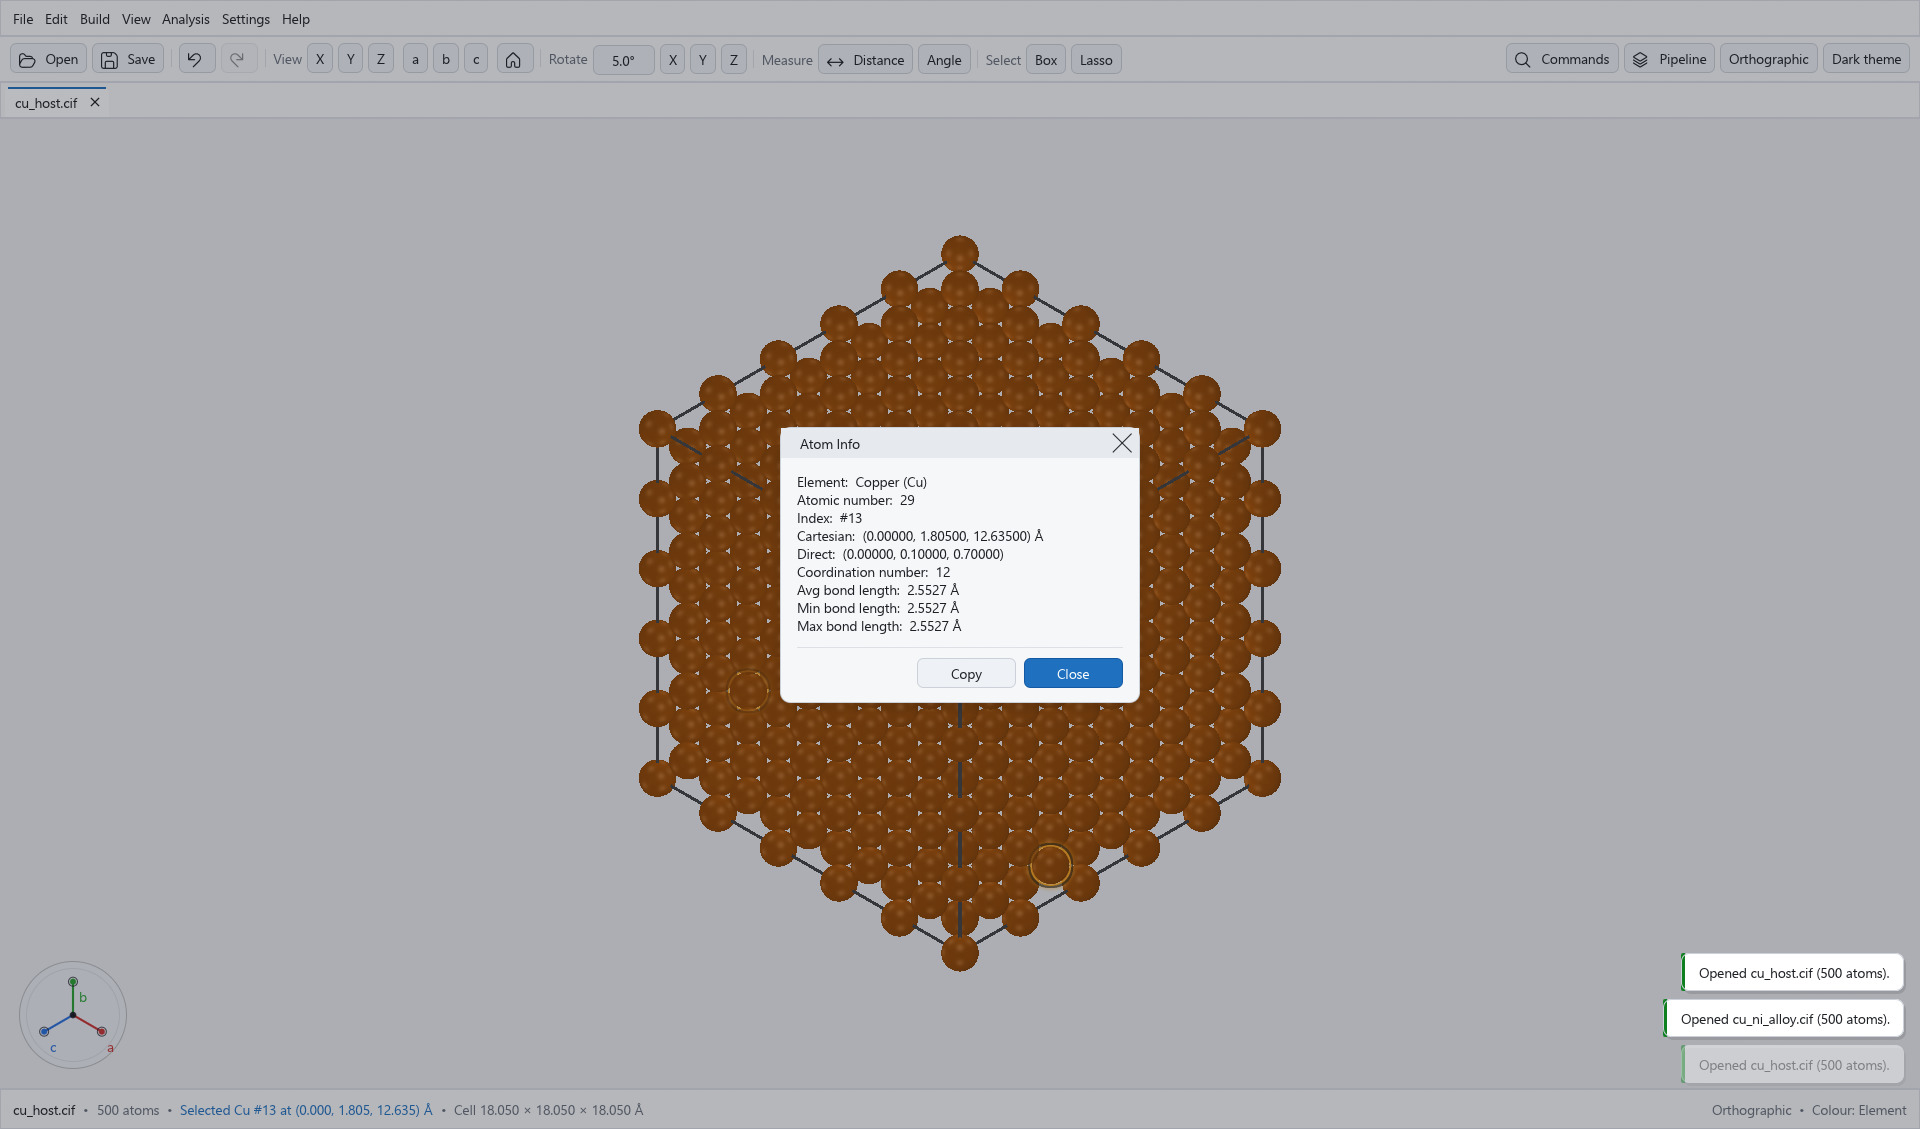 File Edit Build View Analysis Settings Help
Open Save View X Y Z a b c Rotate 5.0° X Y Z Measure Distance Angle Select Box Lasso Commands Pipeline Orthographic Dark theme
cu_host.cif
Atom Info
Element: Copper (Cu)
Atomic number: 29
Index: #13
Cartesian: (0.00000, 1.80500, 12.63500) Å
Direct: (0.00000, 0.10000, 0.70000)
Coordination number: 12
Avg bond length: 2.5527 Å
Min bond length: 2.5527 Å
Max bond length: 2.5527 Å
Copy Close
b
c a
Opened cu_host.cif (500 atoms).
Opened cu_ni_alloy.cif (500 atoms).
Opened cu_host.cif (500 atoms).
cu_host.cif • 500 atoms • Selected Cu #13 at (0.000, 1.805, 12.635) Å • Cell 18.050 × 18.050 × 18.050 Å Orthographic • Colour: Element